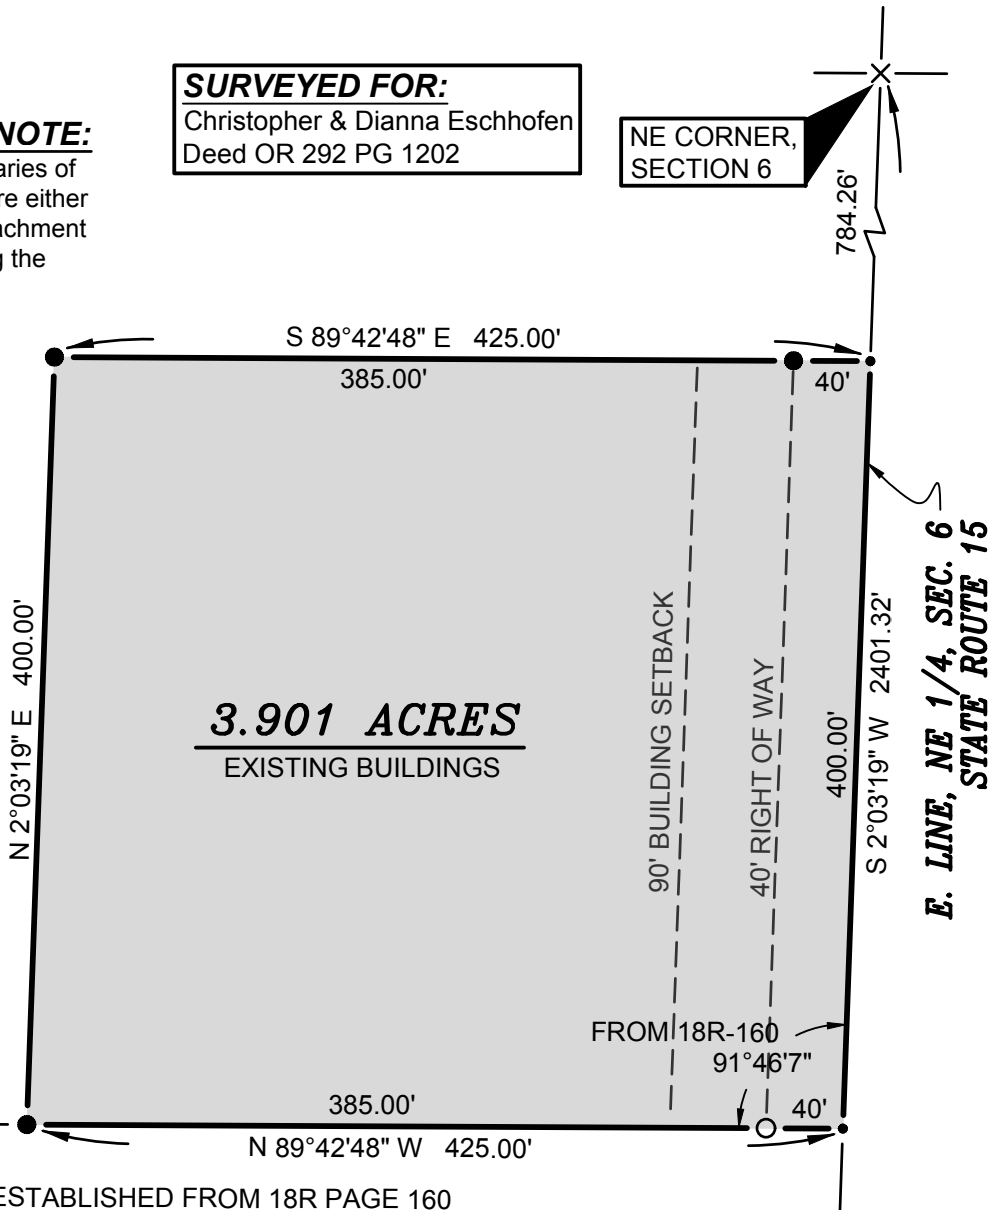 SURVEYED FOR:
Christopher & Dianna Eschhofen
Deed OR 292 PG 1202
NOTE:
aries of
re either
achment
g the
NE CORNER,
SECTION 6
784.26'
S 89°42'48" E 425.00'
385.00'
40'
N 2°03'19" E 400.00'
3.901 ACRES
EXISTING BUILDINGS
90' BUILDING SETBACK
40' RIGHT OF WAY
400.00'
S 2°03'19" W 2401.32'
E. LINE, NE 1/4, SEC. 6
STATE ROUTE 15
FROM 18R-160
91°46'7"
385.00'
40'
N 89°42'48" W 425.00'
ESTABLISHED FROM 18R PAGE 160